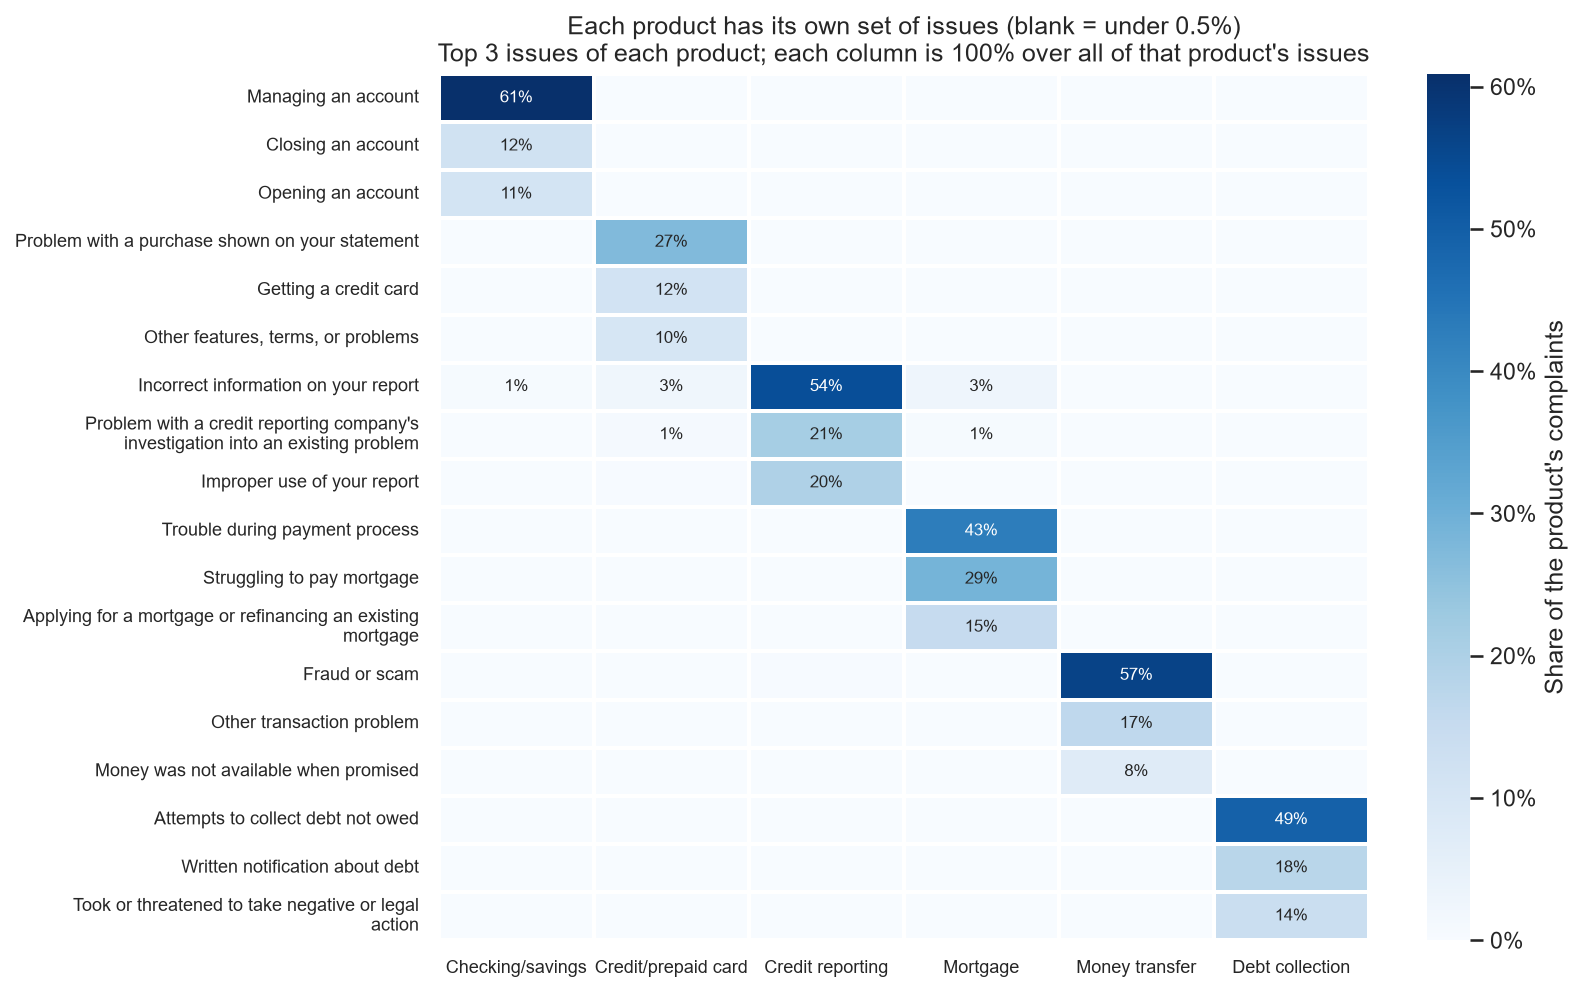 Each product has its own set of issues (blank = under 0.5%)
Top 3 issues of each product; each column is 100% over all of that product's issues
Managing an account 61%
Closing an account 12%
Opening an account 11%
Problem with a purchase shown on your statement 27%
Getting a credit card 12%
Other features, terms, or problems 10%
Incorrect information on your report 1% 3% 54% 3%
Problem with a credit reporting company's
investigation into an existing problem 1% 21% 1%
Improper use of your report 20%
Trouble during payment process 43%
Struggling to pay mortgage 29%
Applying for a mortgage or refinancing an existing
mortgage 15%
Fraud or scam 57%
Other transaction problem 17%
Money was not available when promised 8%
Attempts to collect debt not owed 49%
Written notification about debt 18%
Took or threatened to take negative or legal
action 14%
Checking/savings Credit/prepaid card Credit reporting Mortgage Money transfer Debt collection
60%
50%
40%
30%
20%
10%
0%
Share of the product's complaints